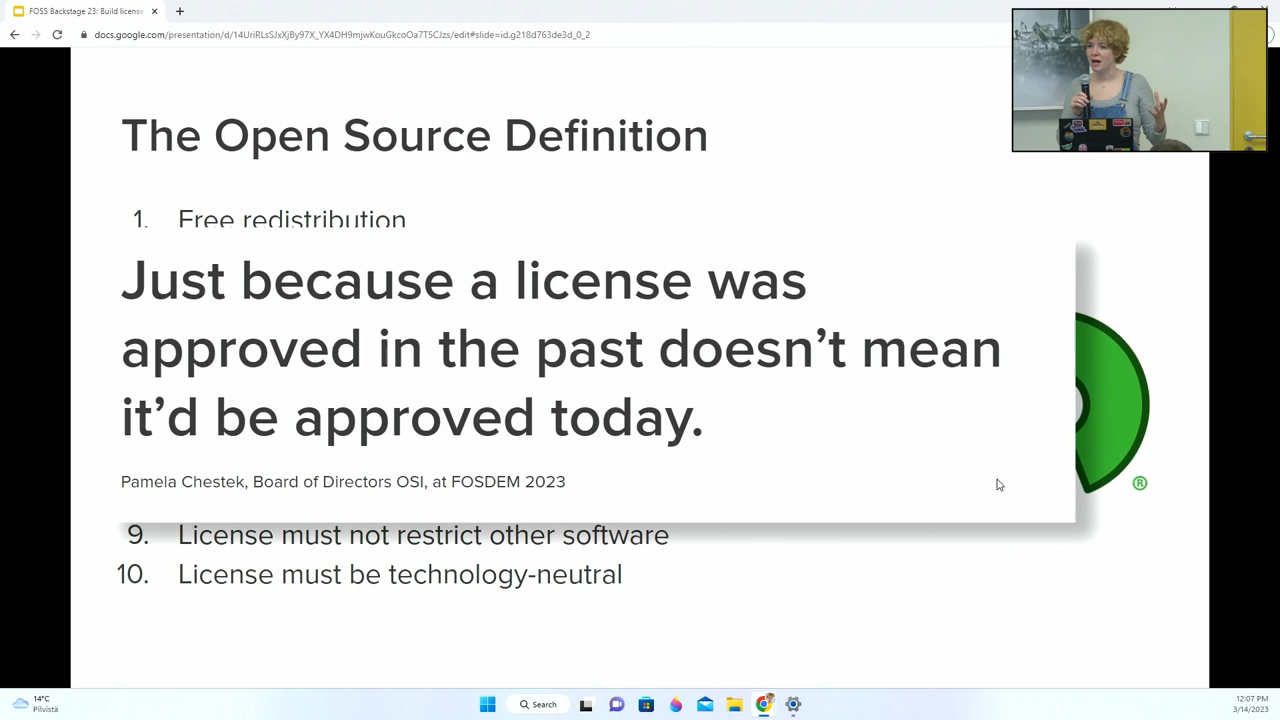 FOSS Backstage 23: Build license
docs.google.com/presentation/d/14UriRLsSJxXjBy97X_YX4DH9mjwKouGkcoOa7T5CJzs/edit#slide=id.g218d763de3d_0_2
The Open Source Definition
1. Free redistribution
Just because a license was
approved in the past doesn’t mean
it’d be approved today.
Pamela Chestek, Board of Directors OSI, at FOSDEM 2023
®
9. License must not restrict other software
10. License must be technology-neutral
14°C
Pilvistä
Search
12:07 PM
3/14/2023